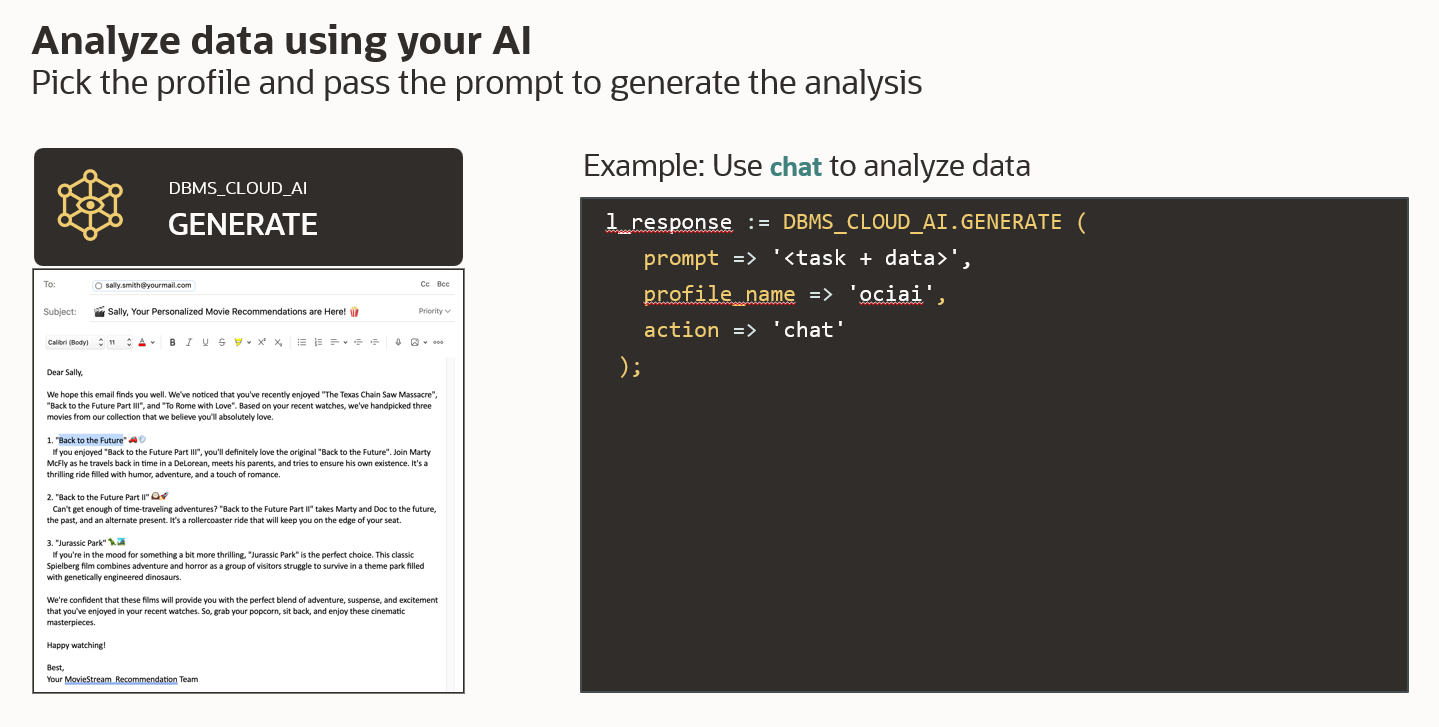 Analyze data using your AI
Pick the profile and pass the prompt to generate the analysis
DBMS_CLOUD_AI
GENERATE
To:
sally.smith@yourmail.com
Cc Bcc
Subject:
🎬 Sally, Your Personalized Movie Recommendations are Here! 🍿
Priority
Calibri (Body) 11 A B I U S X² X₂
Dear Sally,
We hope this email finds you well. We've noticed that you've recently enjoyed "The Texas Chain Saw Massacre",
"Back to the Future Part III", and "To Rome with Love". Based on your recent watches, we've handpicked three
movies from our collection that we believe you'll absolutely love.
1. "Back to the Future" 🚗💨
If you enjoyed "Back to the Future Part III", you'll definitely love the original "Back to the Future". Join Marty
McFly as he travels back in time in a DeLorean, meets his parents, and tries to ensure his own existence. It's a
thrilling ride filled with humor, adventure, and a touch of romance.
2. "Back to the Future Part II" 🕰🚀
Can't get enough of time-traveling adventures? "Back to the Future Part II" takes Marty and Doc to the future,
the past, and an alternate present. It's a rollercoaster ride that will keep you on the edge of your seat.
3. "Jurassic Park" 🦖🏞
If you're in the mood for something a bit more thrilling, "Jurassic Park" is the perfect choice. This classic
Spielberg film combines adventure and horror as a group of visitors struggle to survive in a theme park filled
with genetically engineered dinosaurs.
We're confident that these films will provide you with the perfect blend of adventure, suspense, and excitement
that you've enjoyed in your recent watches. So, grab your popcorn, sit back, and enjoy these cinematic
masterpieces.
Happy watching!
Best,
Your MovieStream Recommendation Team
Example: Use chat to analyze data
l_response := DBMS_CLOUD_AI.GENERATE (
prompt => '<task + data>',
profile_name => 'ociai',
action => 'chat'
);